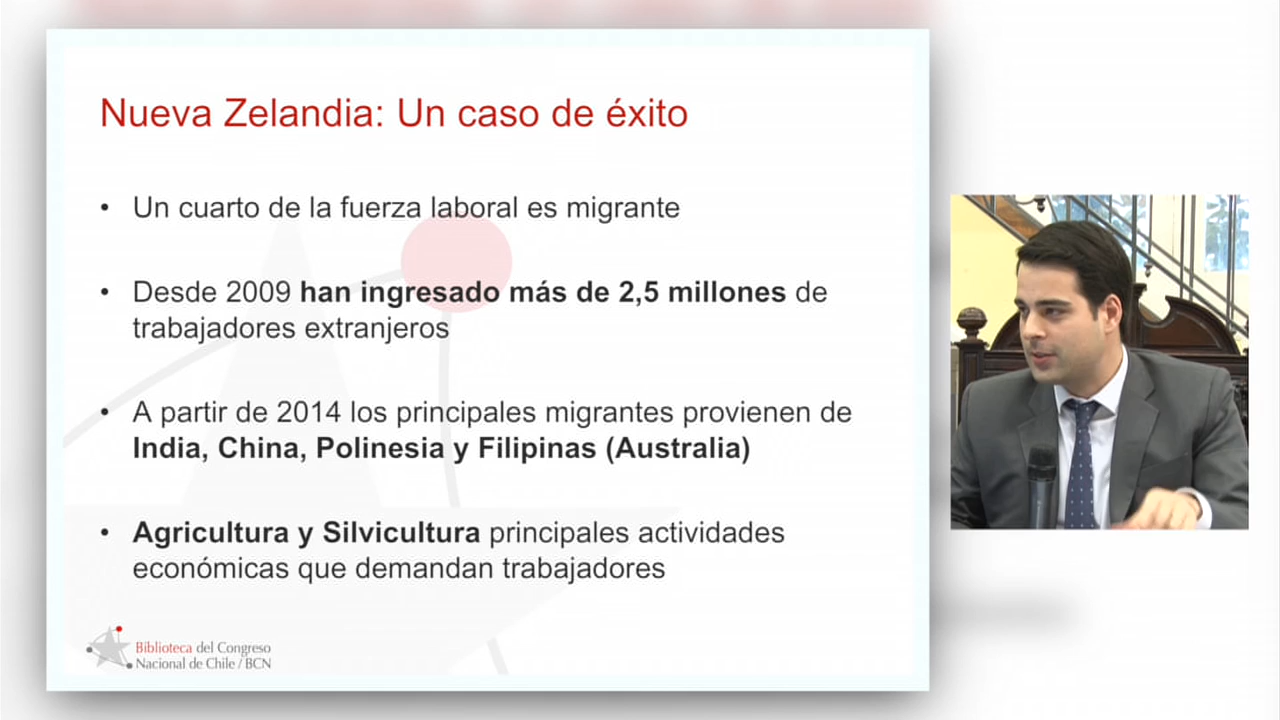 Nueva Zelandia: Un caso de éxito
• Un cuarto de la fuerza laboral es migrante
• Desde 2009 han ingresado más de 2,5 millones de
trabajadores extranjeros
• A partir de 2014 los principales migrantes provienen de
India, China, Polinesia y Filipinas (Australia)
• Agricultura y Silvicultura principales actividades
económicas que demandan trabajadores
Biblioteca del Congreso
Nacional de Chile / BCN